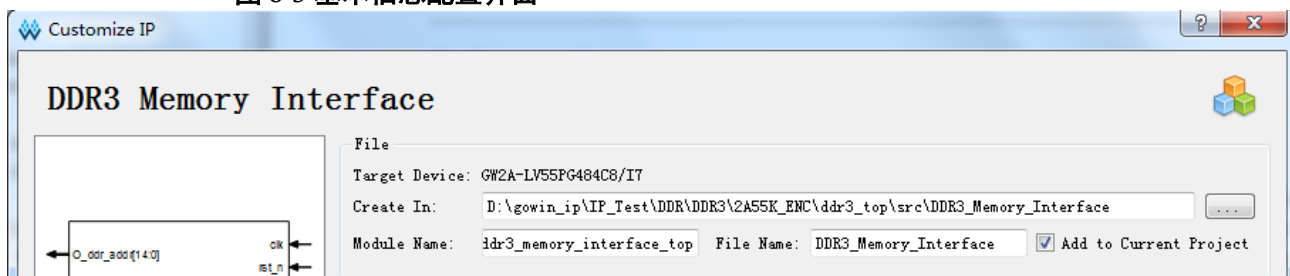 Customize IP
DDR3 Memory Interface
File
Target Device: GW2A-LV55PG484C8/I7
Create In: D:\gowin_ip\IP_Test\DDR\DDR3\2A55K_ENC\ddr3_top\src\DDR3_Memory_Interface ...
Module Name: ddr3_memory_interface_top File Name: DDR3_Memory_Interface Add to Current Project
O_ddr_addr[14:0]
clk
rst_n